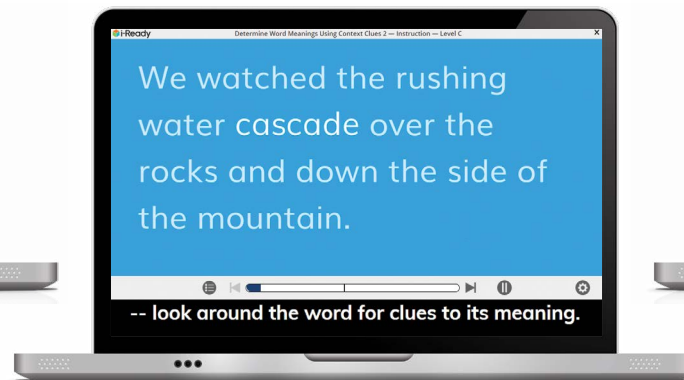 i-Ready
Determine Word Meanings Using Context Clues 2 — Instruction — Level C
X
We watched the rushing
water cascade over the
rocks and down the side of
the mountain.
-- look around the word for clues to its meaning.